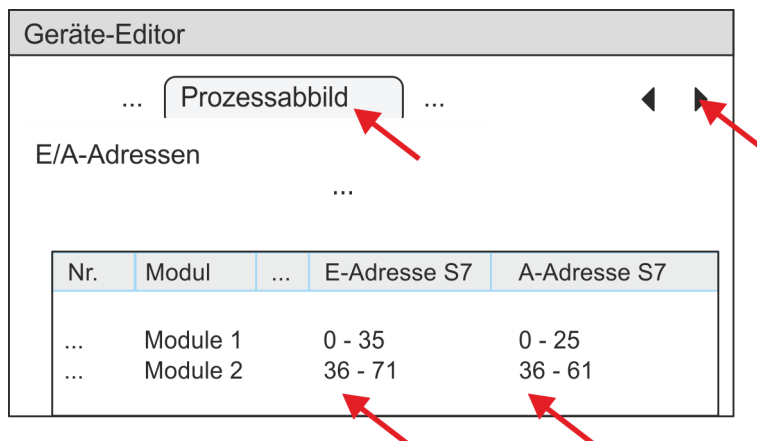 Geräte-Editor
... Prozessabbild ...
E/A-Adressen
...
Nr. Modul ... E-Adresse S7 A-Adresse S7
... Module 1 0 - 35 0 - 25
... Module 2 36 - 71 36 - 61